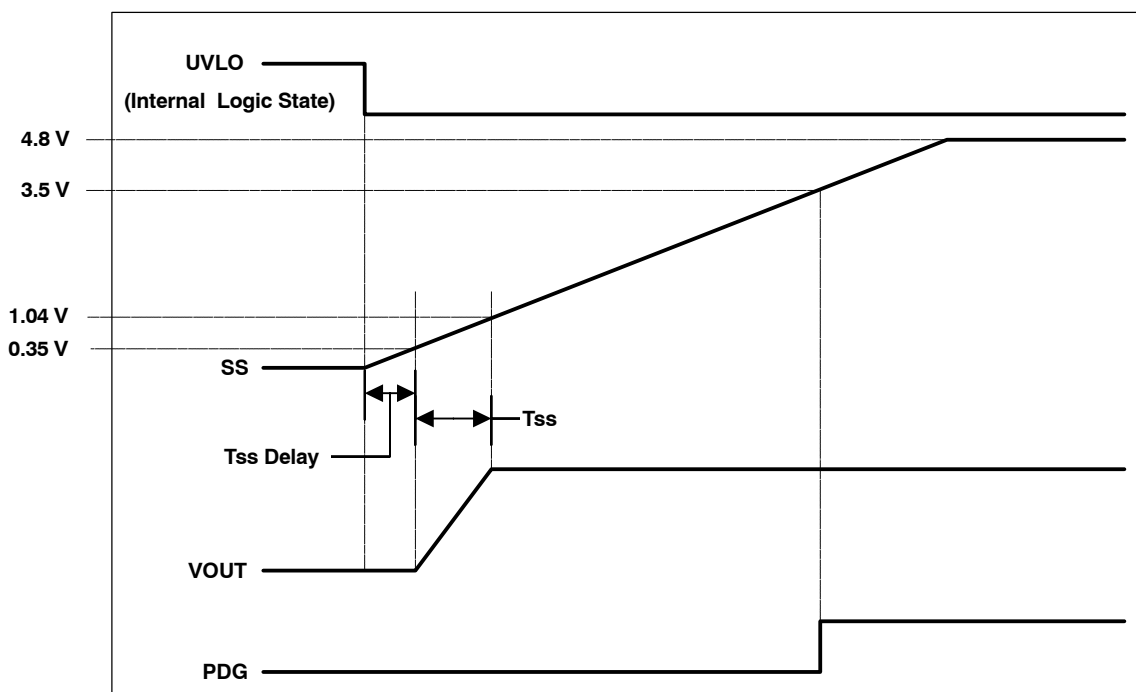 UVLO
(Internal Logic State)
4.8 V
3.5 V
1.04 V
0.35 V
SS
Tss
Tss Delay
VOUT
PDG